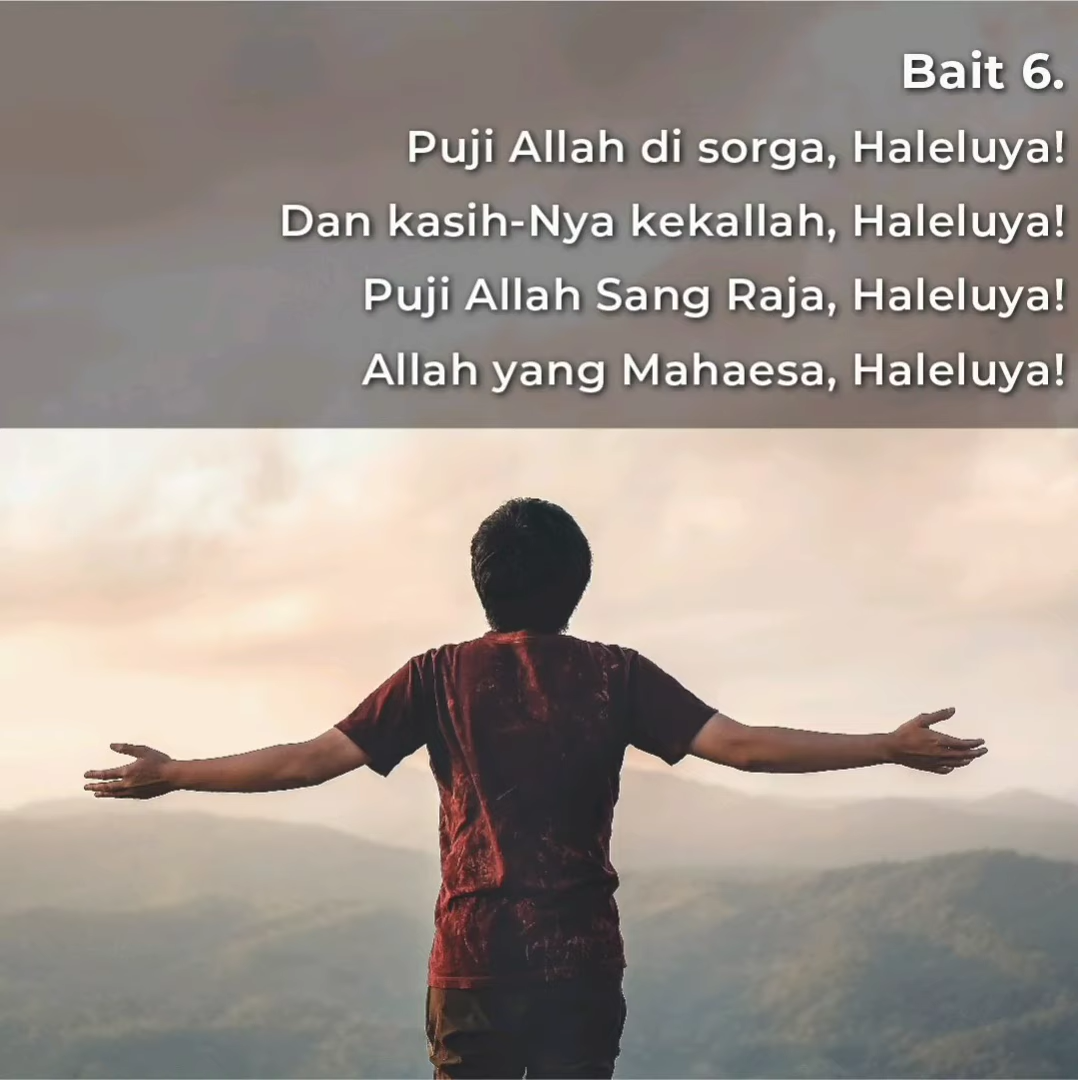 Bait 6.
Puji Allah di sorga, Haleluya!
Dan kasih-Nya kekallah, Haleluya!
Puji Allah Sang Raja, Haleluya!
Allah yang Mahaesa, Haleluya!